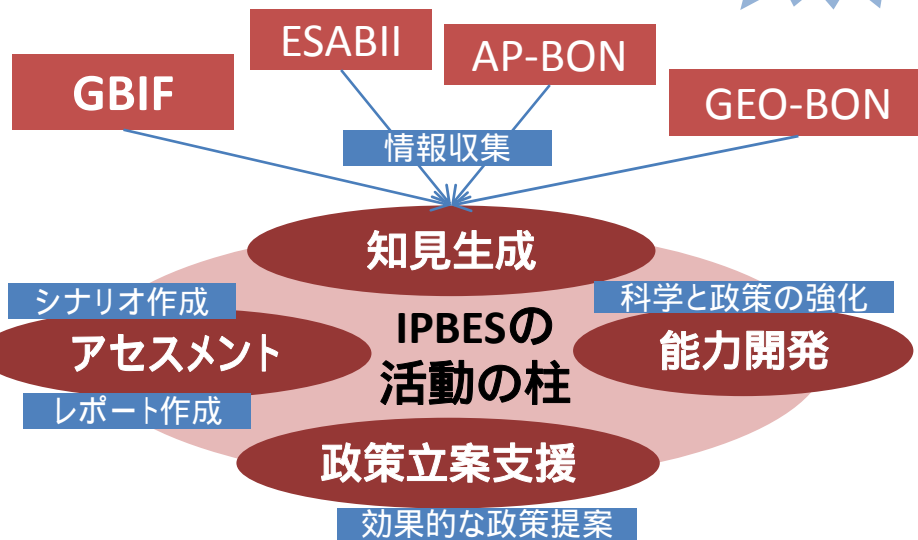 ESABII
AP-BON
GBIF
GEO-BON
情報収集
知見生成
シナリオ作成
科学と政策の強化
アセスメント
IPBESの
活動の柱
能力開発
レポート作成
政策立案支援
効果的な政策提案